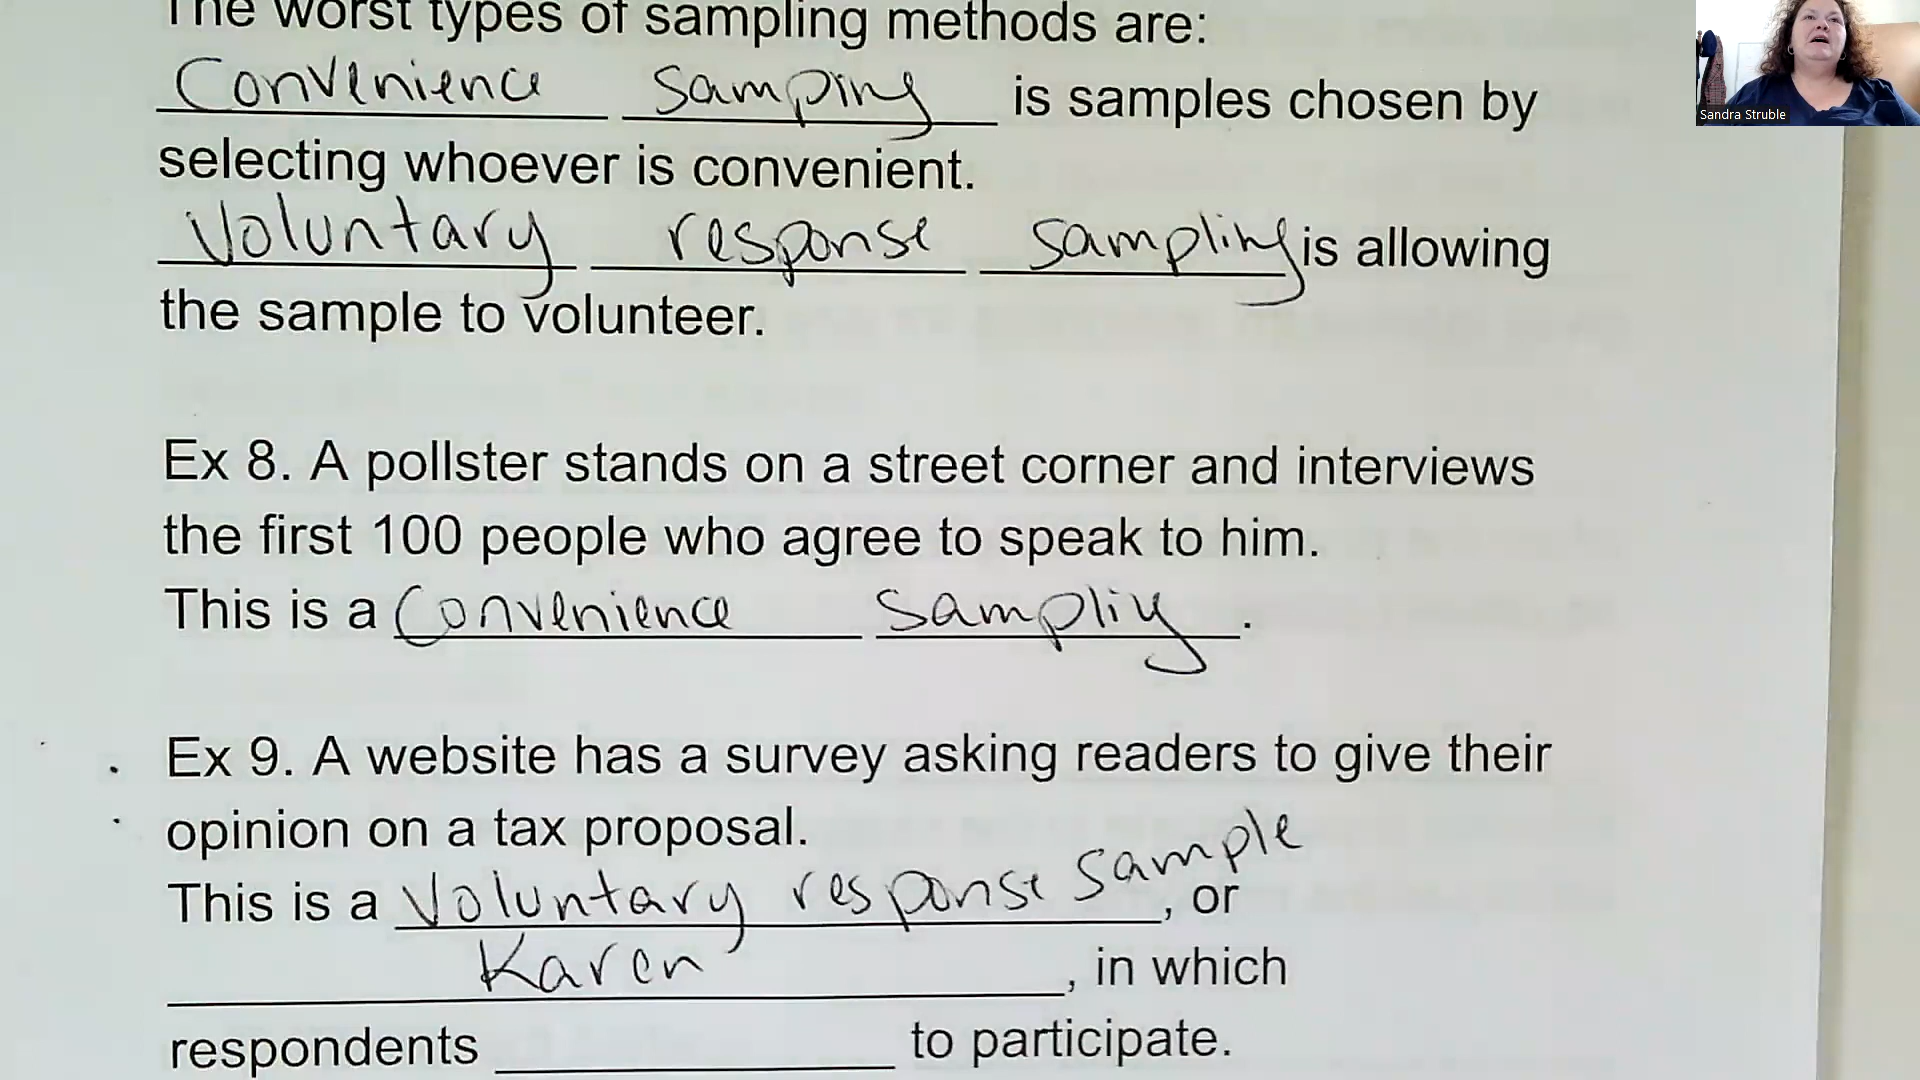 The worst types of sampling methods are:
Convenience samping is samples chosen by
selecting whoever is convenient.
Voluntary response sampling is allowing
the sample to volunteer.
Ex 8. A pollster stands on a street corner and interviews
the first 100 people who agree to speak to him.
This is a Convenience sampling.
Ex 9. A website has a survey asking readers to give their
opinion on a tax proposal.
This is a Voluntary response sample, or
Karen, in which
respondents to participate.
Sandra Struble